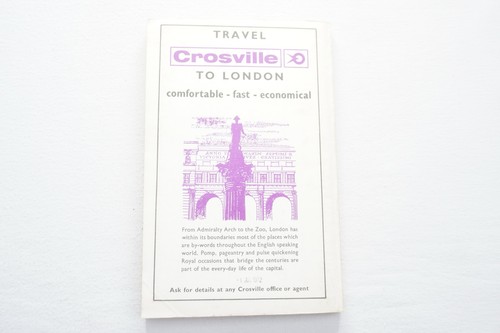 TRAVEL
Crosville
TO LONDON
comfortable - fast - economical
From Admiralty Arch to the Zoo, London has
within its boundaries most of the places which
are by-words throughout the English speaking
world. Pomp, pageantry and pulse quickening
Royal occasions that bridge the centuries are
part of the every-day life of the capital.
Ask for details at any Crosville office or agent